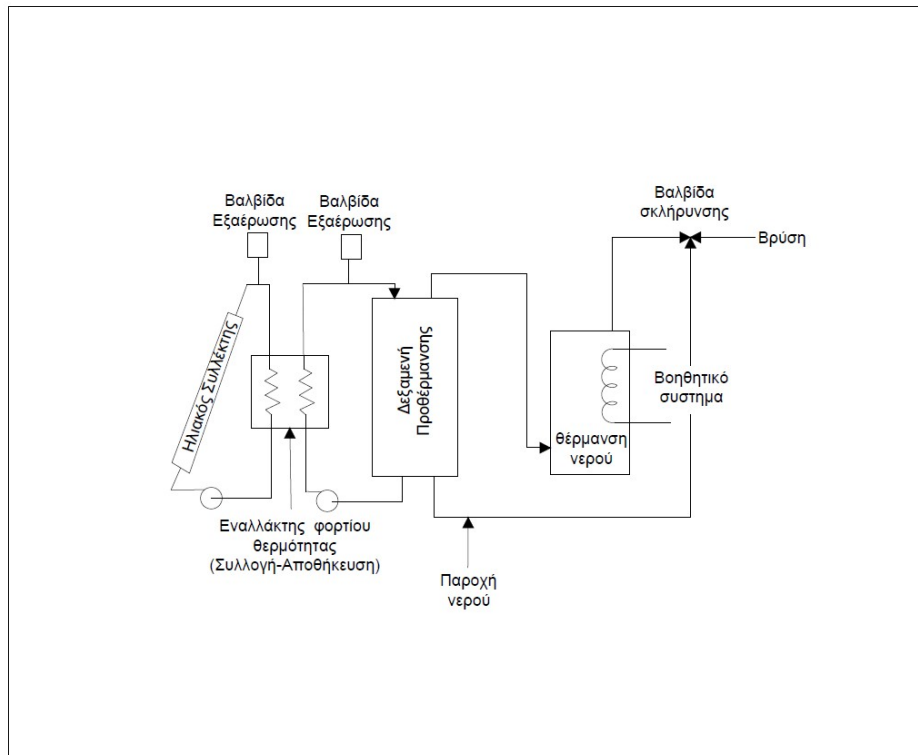 Βαλβίδα
Εξαέρωσης
Βαλβίδα
Εξαέρωσης
Βαλβίδα
σκλήρυνσης
Βρύση
Ηλιακός Συλλέκτης
Δεξαμενή
Προθέρμανσης
θέρμανση
νερού
Βοηθητικό
συστημα
Εναλλάκτης φορτίου
θερμότητας
(Συλλογή-Αποθήκευση)
Παροχή
νερού